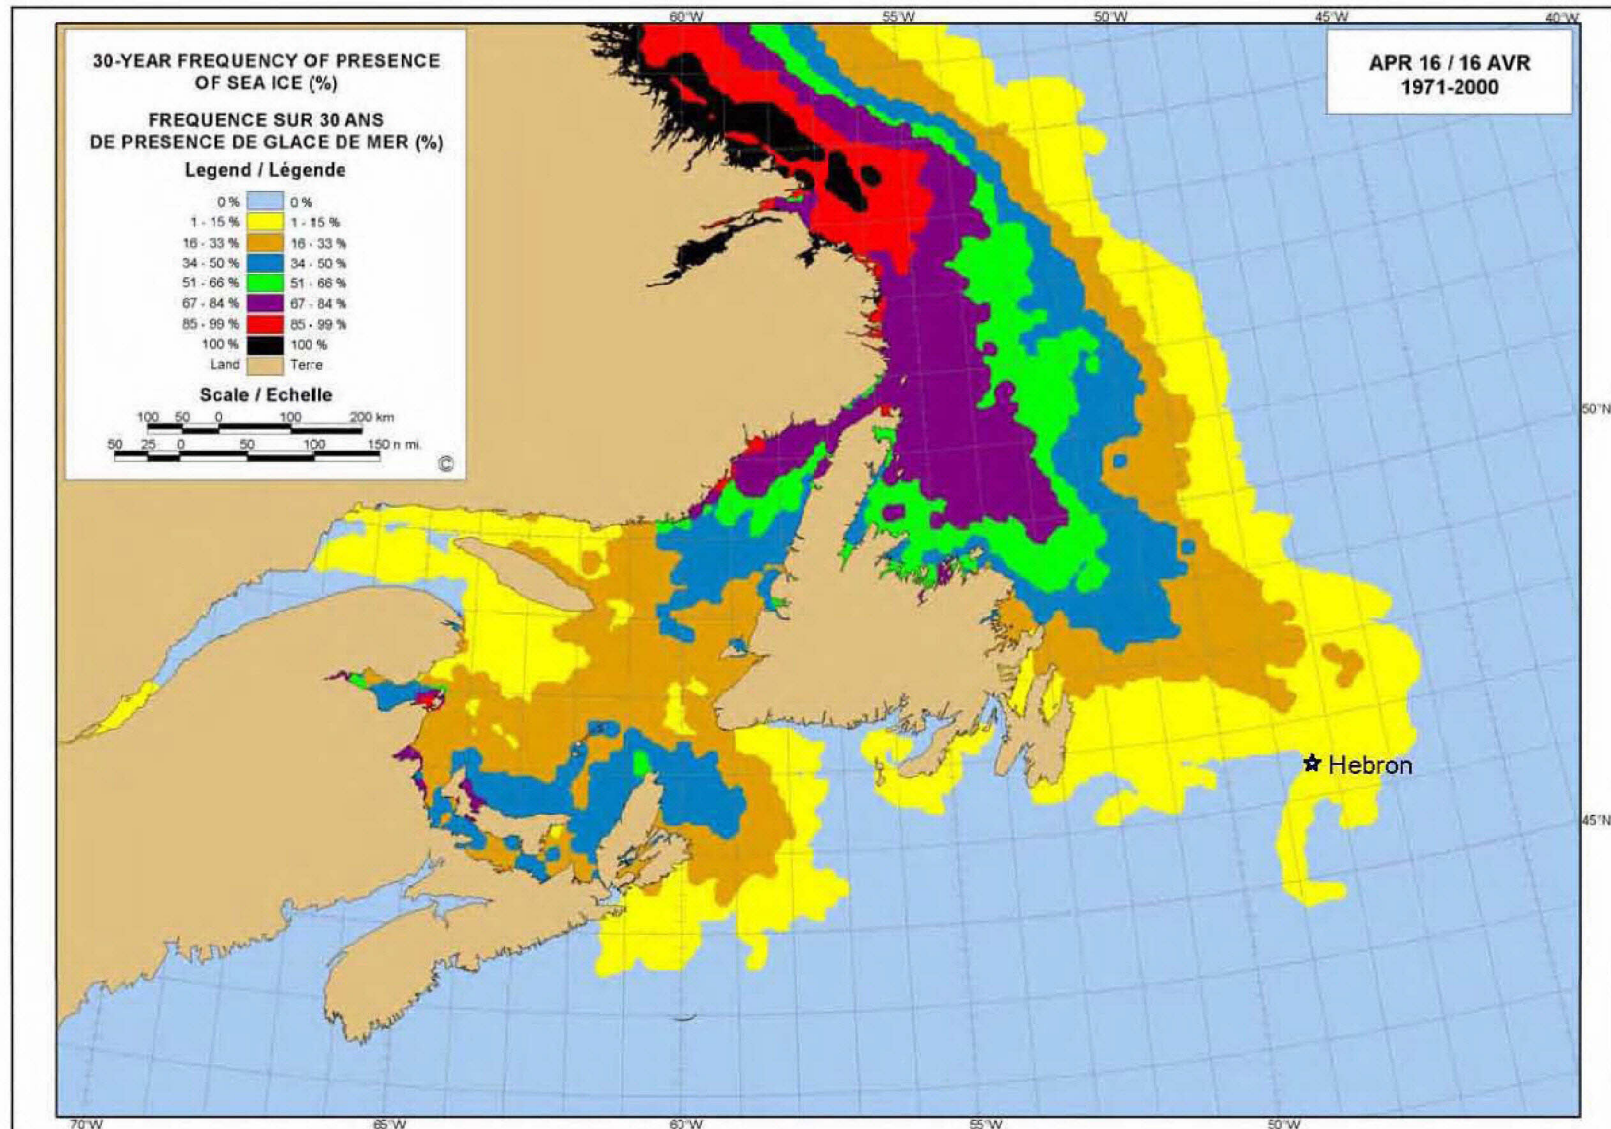 60°W 55°W 50°W 45°W 40°W
30-YEAR FREQUENCY OF PRESENCE
OF SEA ICE (%)
FREQUENCE SUR 30 ANS
DE PRESENCE DE GLACE DE MER (%)
Legend / Légende
0 % 0 %
1 - 15 % 1 - 15 %
16 - 33 % 16 - 33 %
34 - 50 % 34 - 50 %
51 - 66 % 51 - 66 %
67 - 84 % 67 - 84 %
85 - 99 % 85 - 99 %
100 % 100 %
Land Terre
Scale / Echelle
100 50 0 100 200 km
50 25 0 50 100 150 n mi.
©
APR 16 / 16 AVR
1971-2000
50°N
Hebron
45°N
70°W 65°W 60°W 55°W 50°W